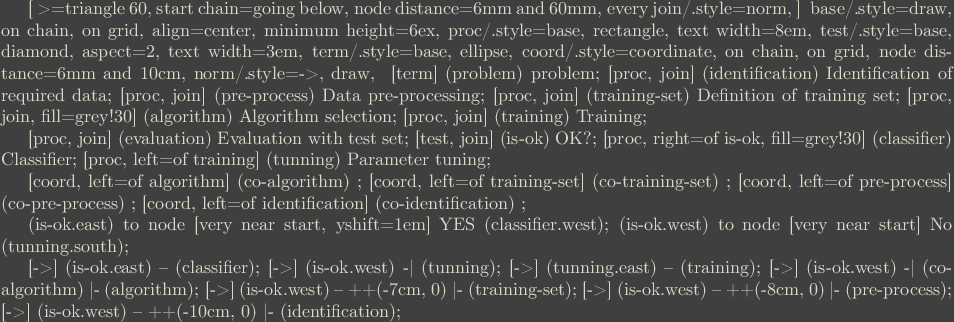 [ >=triangle 60, start chain=going below, node distance=6mm and 60mm, every join/.style=norm, ] base/.style=draw,
on chain, on grid, align=center, minimum height=6ex, proc/.style=base, rectangle, text width=8em, test/.style=base,
diamond, aspect=2, text width=3em, term/.style=base, ellipse, coord/.style=coordinate, on chain, on grid, node dis-
tance=6mm and 10cm, norm/.style=->, draw, [term] (problem) problem; [proc, join] (identification) Identification of
required data; [proc, join] (pre-process) Data pre-processing; [proc, join] (training-set) Definition of training set; [proc,
join, fill=grey!30] (algorithm) Algorithm selection; [proc, join] (training) Training;
[proc, join] (evaluation) Evaluation with test set; [test, join] (is-ok) OK?; [proc, right=of is-ok, fill=grey!30] (classifier)
Classifier; [proc, left=of training] (tunning) Parameter tuning;
[coord, left=of algorithm] (co-algorithm) ; [coord, left=of training-set] (co-training-set) ; [coord, left=of pre-process]
(co-pre-process) ; [coord, left=of identification] (co-identification) ;
(is-ok.east) to node [very near start, yshift=1em] YES (classifier.west); (is-ok.west) to node [very near start] No
(tunning.south);
[->] (is-ok.east) – (classifier); [->] (is-ok.west) -| (tunning); [->] (tunning.east) – (training); [->] (is-ok.west) -| (co-
algorithm) |- (algorithm); [->] (is-ok.west) – ++(-7cm, 0) |- (training-set); [->] (is-ok.west) – ++(-8cm, 0) |- (pre-process);
[->] (is-ok.west) – ++(-10cm, 0) |- (identification);